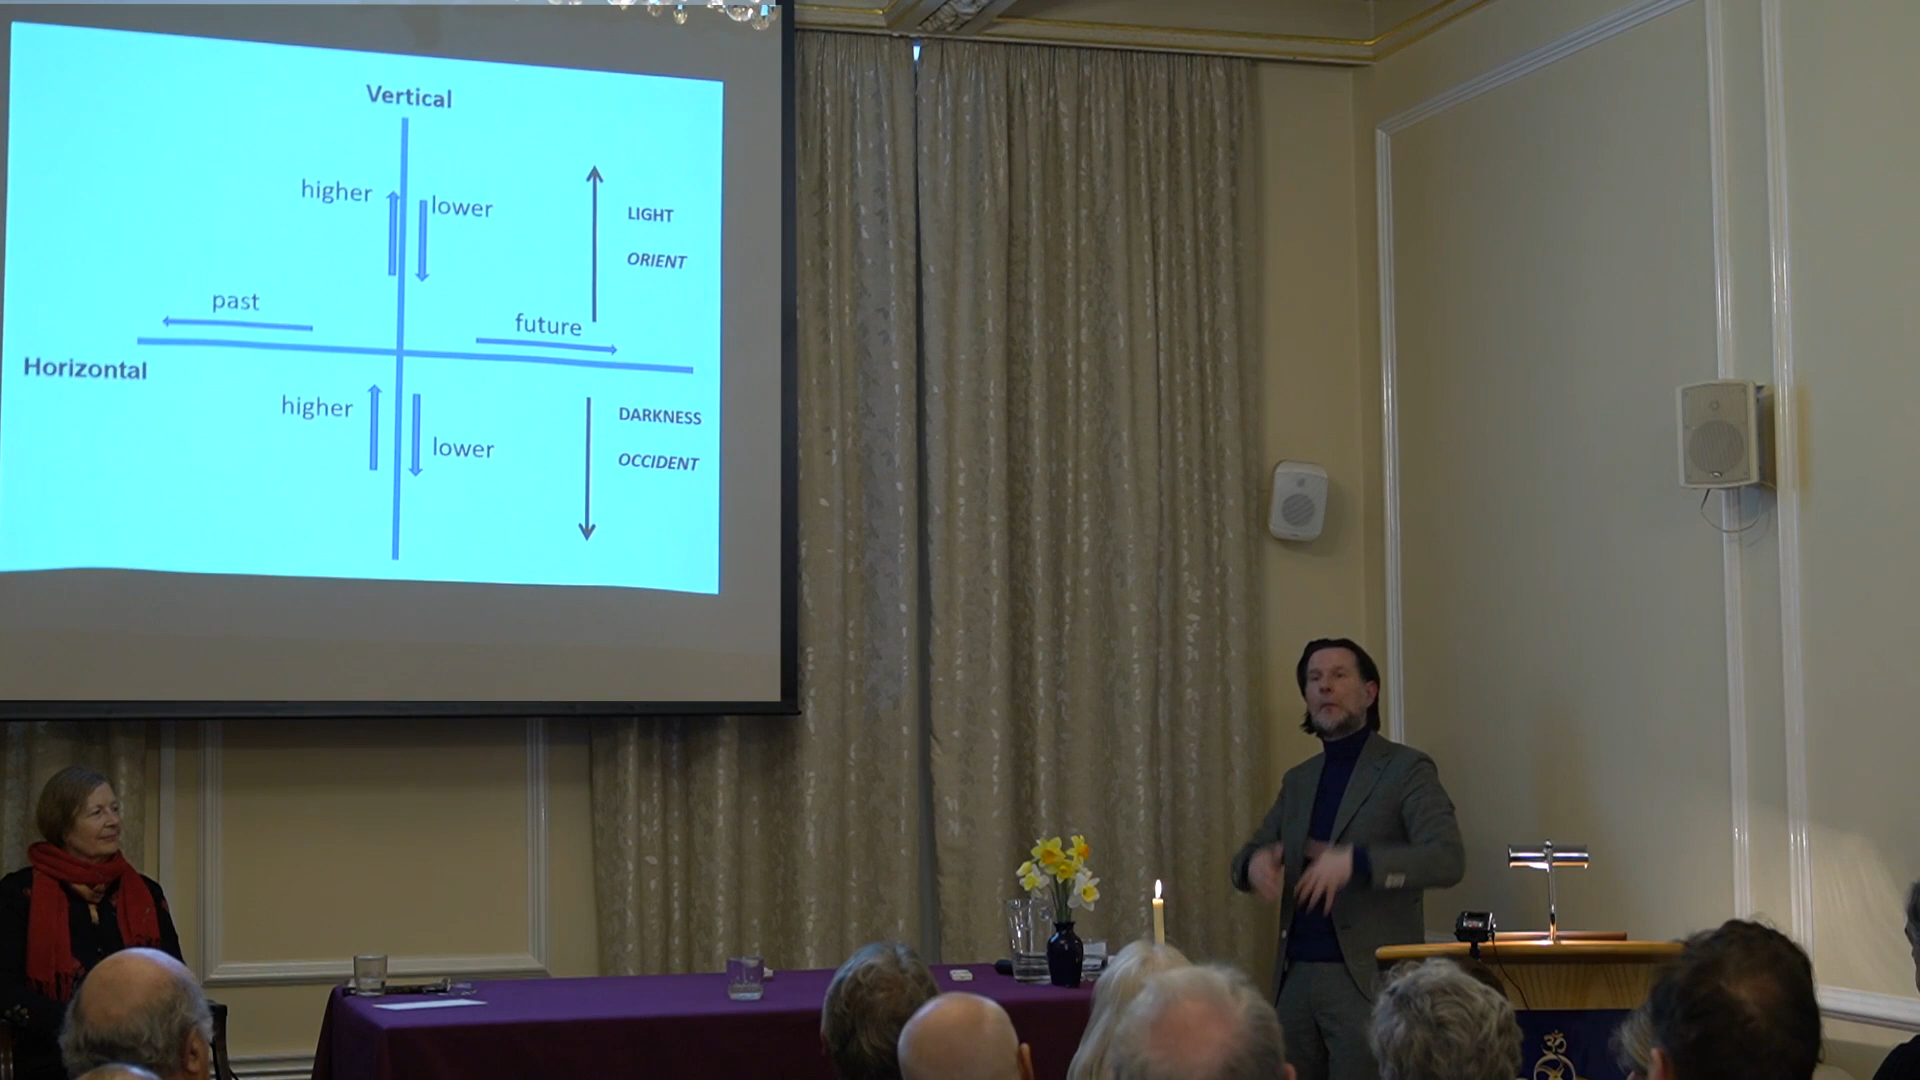 Vertical
higher
lower
LIGHT
ORIENT
past
future
Horizontal
higher
lower
DARKNESS
OCCIDENT
ॐ